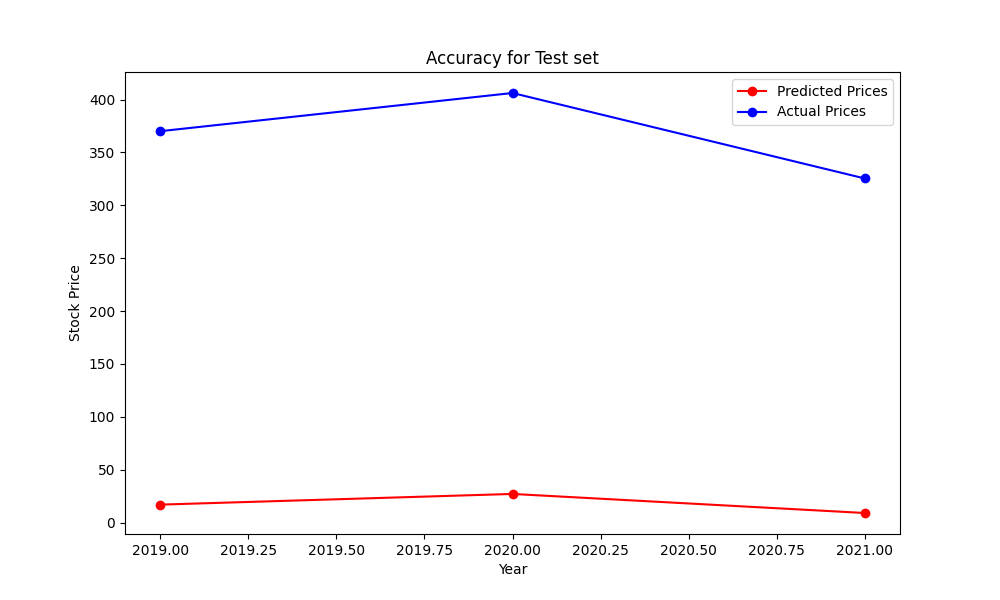 Accuracy for Test set
Predicted Prices
Actual Prices
400
350
300
250
200
150
100
50
0
Stock Price
2019.00 2019.25 2019.50 2019.75 2020.00 2020.25 2020.50 2020.75 2021.00
Year